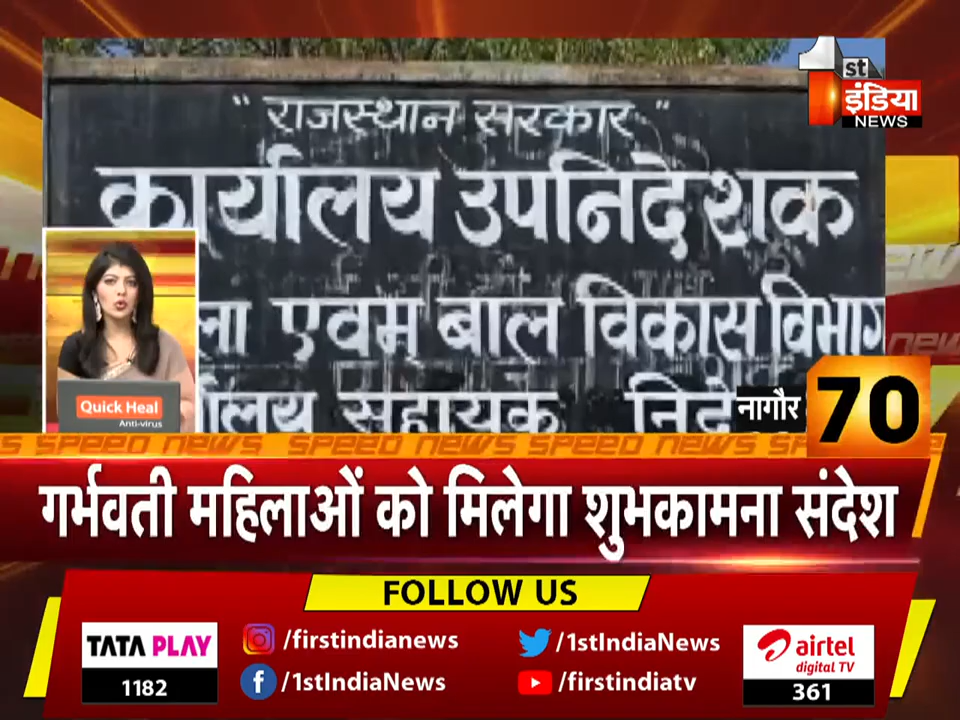 1st
इंडिया
NEWS
" राजस्थान सरकार "
कार्यालय उपनिदेशक
ला एवम बाल विकास विभाग
Quick Heal
Anti-virus
सहायक
नागौर
70
SPEED NEWS SPEED NEWS SPEED NEWS SPEED NEWS
गर्भवती महिलाओं को मिलेगा शुभकामना संदेश
FOLLOW US
TATA PLAY
1182
/firstindianews
/1stIndiaNews
/1stIndiaNews
/firstindiatv
airtel
digital TV
361